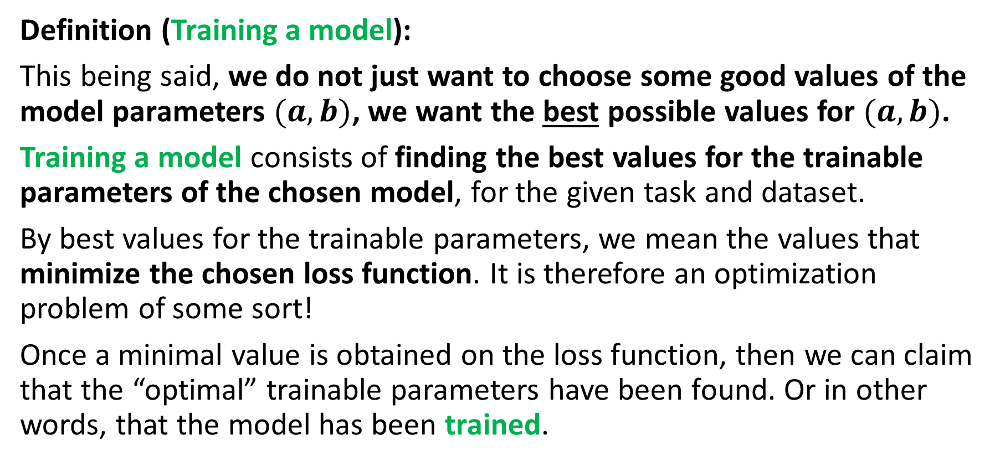 Definition (Training a model):
This being said, we do not just want to choose some good values of the
model parameters (a, b), we want the best possible values for (a, b).
Training a model consists of finding the best values for the trainable
parameters of the chosen model, for the given task and dataset.
By best values for the trainable parameters, we mean the values that
minimize the chosen loss function. It is therefore an optimization
problem of some sort!
Once a minimal value is obtained on the loss function, then we can claim
that the “optimal” trainable parameters have been found. Or in other
words, that the model has been trained.